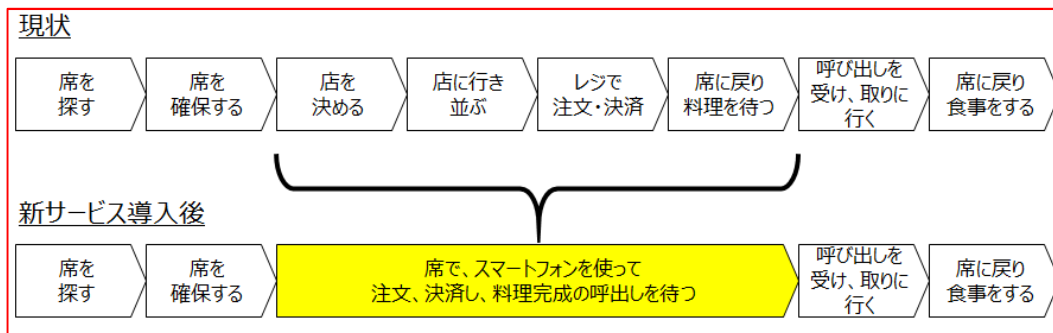 現状
席を
探す
席を
確保する
店を
決める
店に行き
並ぶ
レジで
注文・決済
席に戻り
料理を待つ
呼び出しを
受け、取りに
行く
席に戻り
食事をする
新サービス導入後
席を
探す
席を
確保する
席で、スマートフォンを使って
注文、決済し、料理完成の呼出しを待つ
呼び出しを
受け、取りに
行く
席に戻り
食事をする